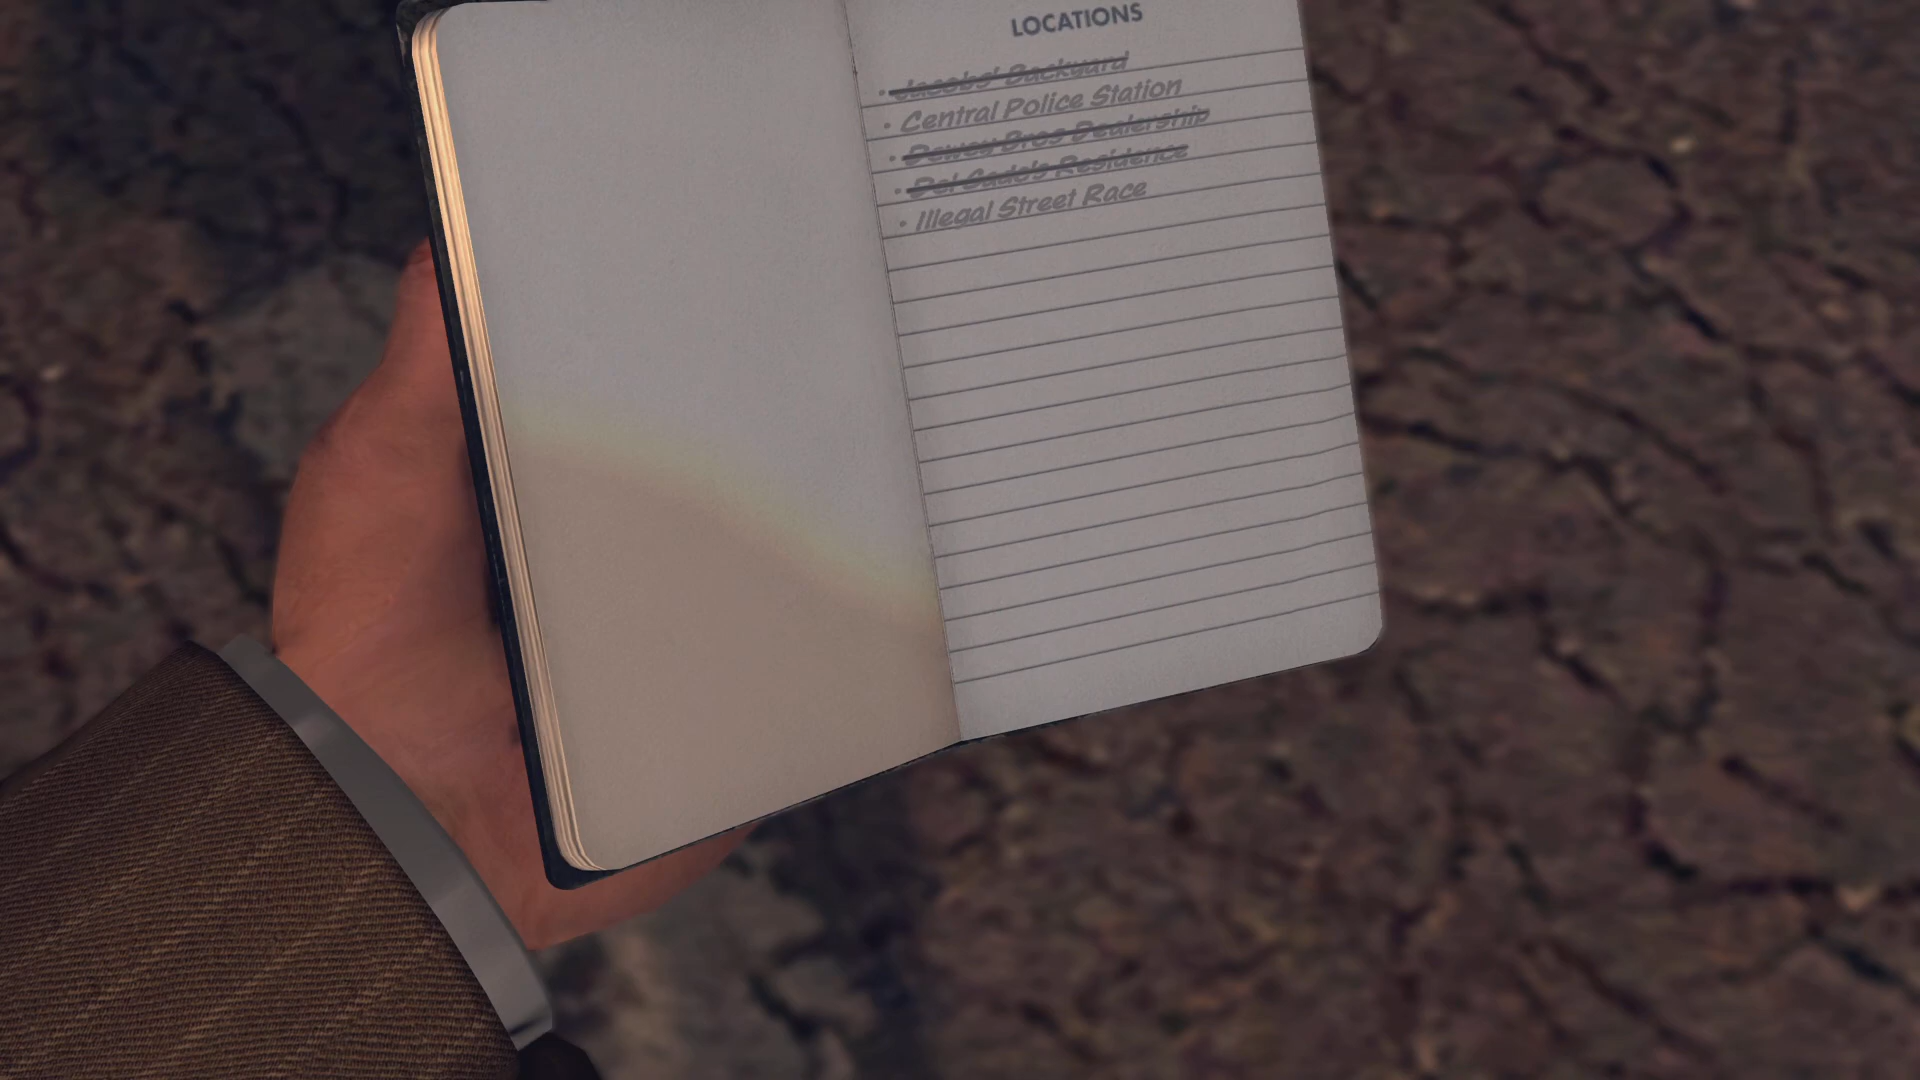 LOCATIONS
• Jacobs' Backyard
• Central Police Station
• Dewey Bros Dealership
• Del Gado's Residence
• Illegal Street Race